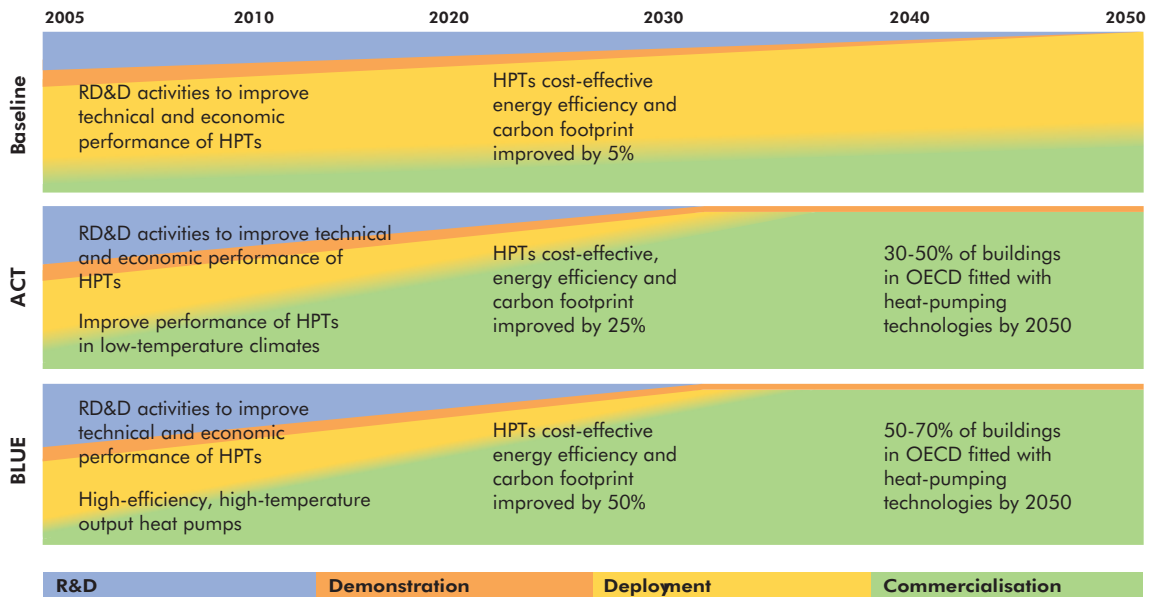 2005 2010 2020 2030 2040 2050
Baseline
RD&D activities to improve
technical and economic
performance of HPTs
HPTs cost-effective
energy efficiency and
carbon footprint
improved by 5%
ACT
RD&D activities to improve technical
and economic performance of
HPTs
Improve performance of HPTs
in low-temperature climates
HPTs cost-effective,
energy efficiency and
carbon footprint
improved by 25%
30-50% of buildings
in OECD fitted with
heat-pumping
technologies by 2050
BLUE
RD&D activities to improve
technical and economic
performance of HPTs
High-efficiency, high-temperature
output heat pumps
HPTs cost-effective
energy efficiency and
carbon footprint
improved by 50%
50-70% of buildings
in OECD fitted with
heat-pumping
technologies by 2050
R&D Demonstration Deployment Commercialisation